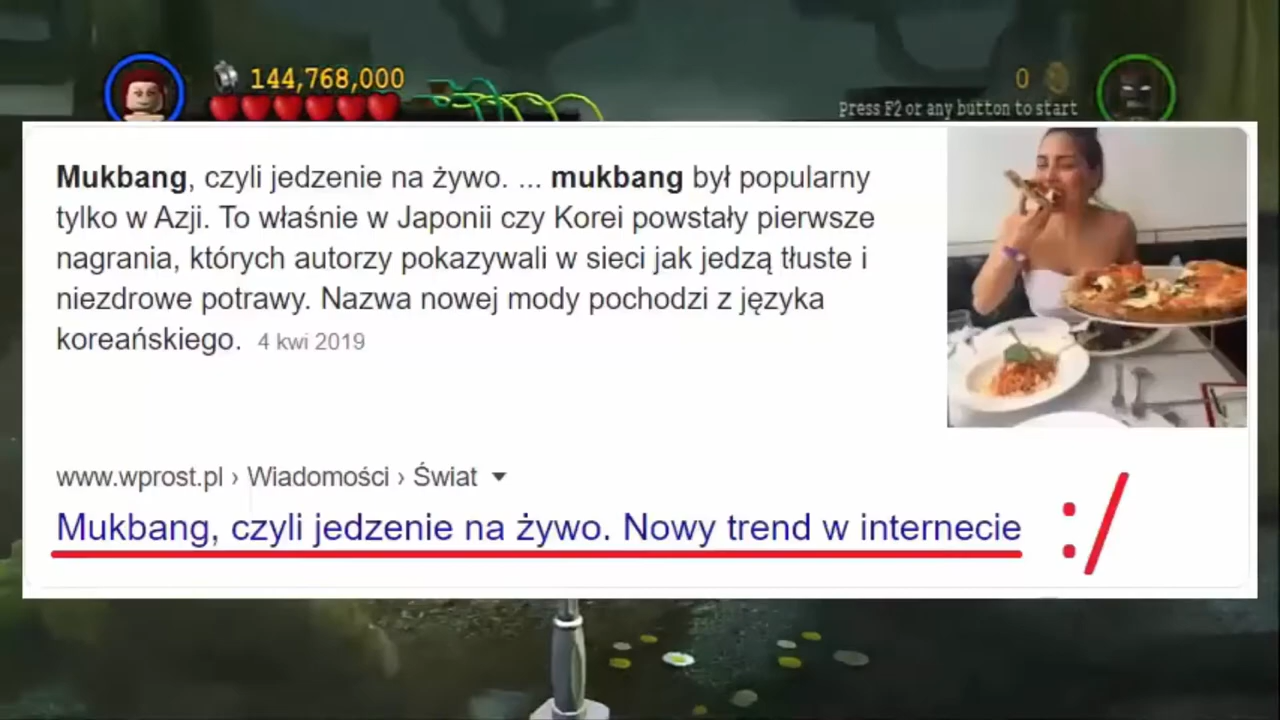 144,768,000
0
Press F2 or any button to start
Mukbang, czyli jedzenie na żywo. ... mukbang był popularny
tylko w Azji. To właśnie w Japonii czy Korei powstały pierwsze
nagrania, których autorzy pokazywali w sieci jak jedzą tłuste i
niezdrowe potrawy. Nazwa nowej mody pochodzi z języka
koreańskiego. 4 kwi 2019
www.wprost.pl › Wiadomości › Świat
Mukbang, czyli jedzenie na żywo. Nowy trend w internecie
:/